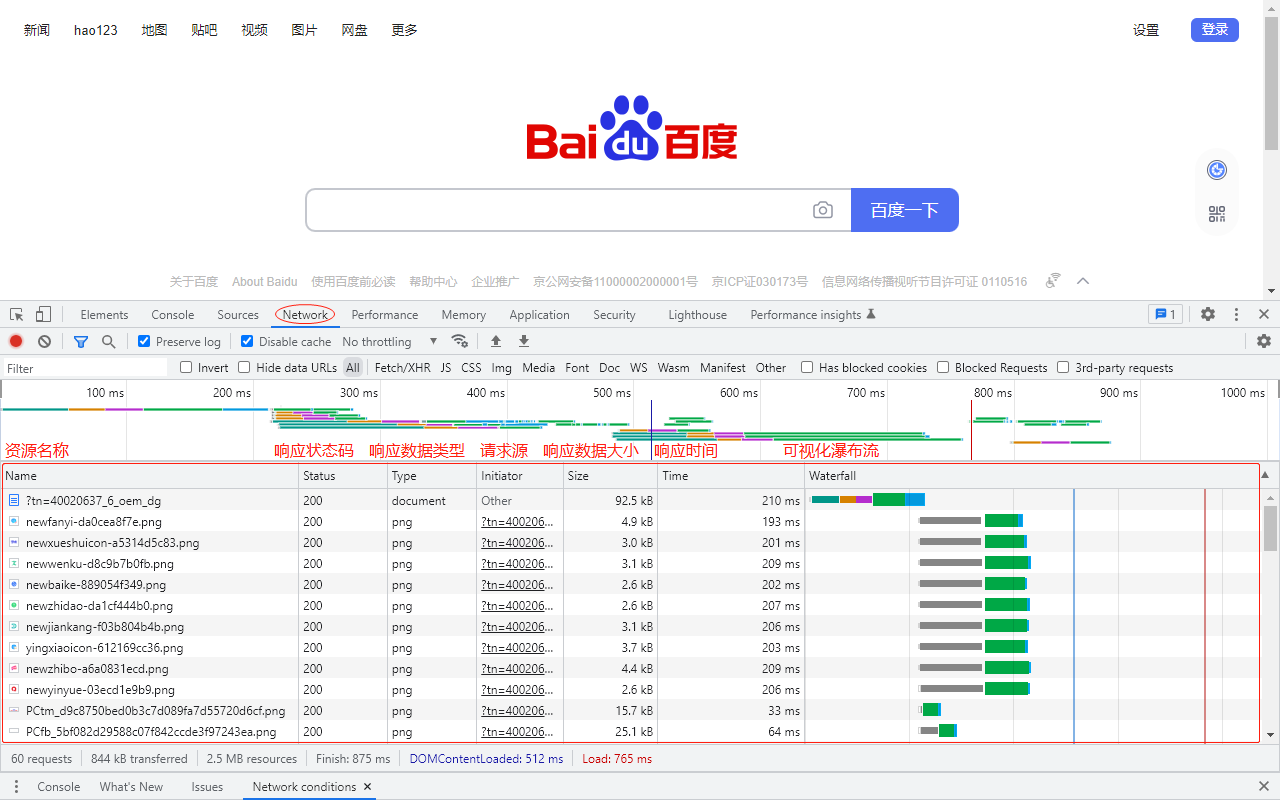 新闻 hao123 地图 贴吧 视频 图片 网盘 更多 设置 登录
Bai du 百度
百度一下
关于百度 About Baidu 使用百度前必读 帮助中心 企业推广 京公网安备11000002000001号 京ICP证030173号 信息网络传播视听节目许可证 0110516
Elements Console Sources Network Performance Memory Application Security Lighthouse Performance insights 1
Preserve log Disable cache No throttling
Filter Invert Hide data URLs All Fetch/XHR JS CSS Img Media Font Doc WS Wasm Manifest Other Has blocked cookies Blocked Requests 3rd-party requests
100 ms 200 ms 300 ms 400 ms 500 ms 600 ms 700 ms 800 ms 900 ms 1000 ms
资源名称 响应状态码 响应数据类型 请求源 响应数据大小 响应时间 可视化瀑布流
Name Status Type Initiator Size Time Waterfall
?tn=40020637_6_oem_dg 200 document Other 92.5 kB 210 ms
newfanyi-da0cea8f7e.png 200 png ?tn=400206... 4.9 kB 193 ms
newxueshuicon-a5314d5c83.png 200 png ?tn=400206... 3.0 kB 201 ms
newwenku-d8c9b7b0fb.png 200 png ?tn=400206... 3.1 kB 209 ms
newbaike-889054f349.png 200 png ?tn=400206... 2.6 kB 202 ms
newzhidao-da1cf444b0.png 200 png ?tn=400206... 2.6 kB 207 ms
newjiankang-f03b804b4b.png 200 png ?tn=400206... 3.1 kB 206 ms
yingxiaoicon-612169cc36.png 200 png ?tn=400206... 3.7 kB 203 ms
newzhibo-a6a0831ecd.png 200 png ?tn=400206... 4.4 kB 209 ms
newyinyue-03ecd1e9b9.png 200 png ?tn=400206... 2.6 kB 206 ms
PCtm_d9c8750bed0b3c7d089fa7d55720d6cf.png 200 png ?tn=400206... 15.7 kB 33 ms
PCfb_5bf082d29588c07f842ccde3f97243ea.png 200 png ?tn=400206... 25.1 kB 64 ms
60 requests 844 kB transferred 2.5 MB resources Finish: 875 ms DOMContentLoaded: 512 ms Load: 765 ms
Console What's New Issues Network conditions